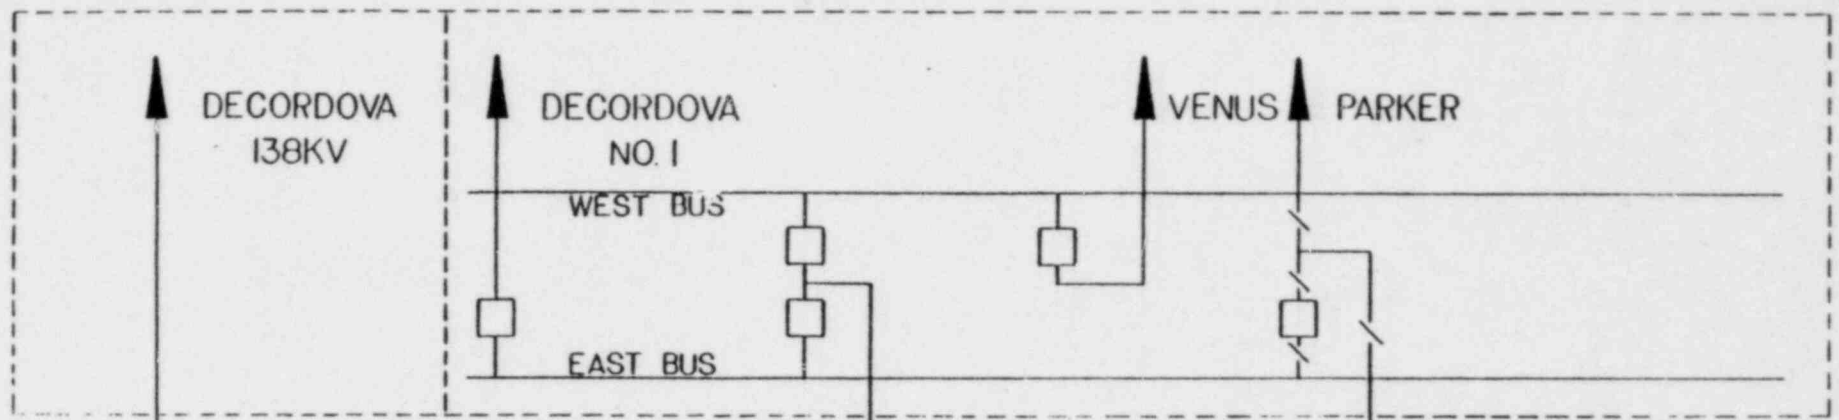 DECORDOVA
138KV
DECORDOVA
NO. 1
VENUS
PARKER
WEST BUS
EAST BUS